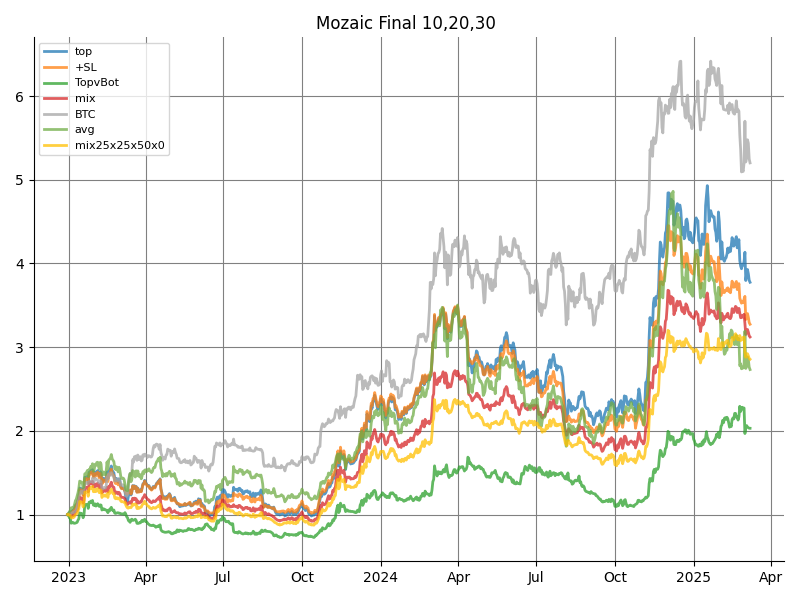 Mozaic Final 10,20,30
top
+SL
TopvBot
mix
BTC
avg
mix25x25x50x0
6
5
4
3
2
1
2023 Apr Jul Oct 2024 Apr Jul Oct 2025 Apr